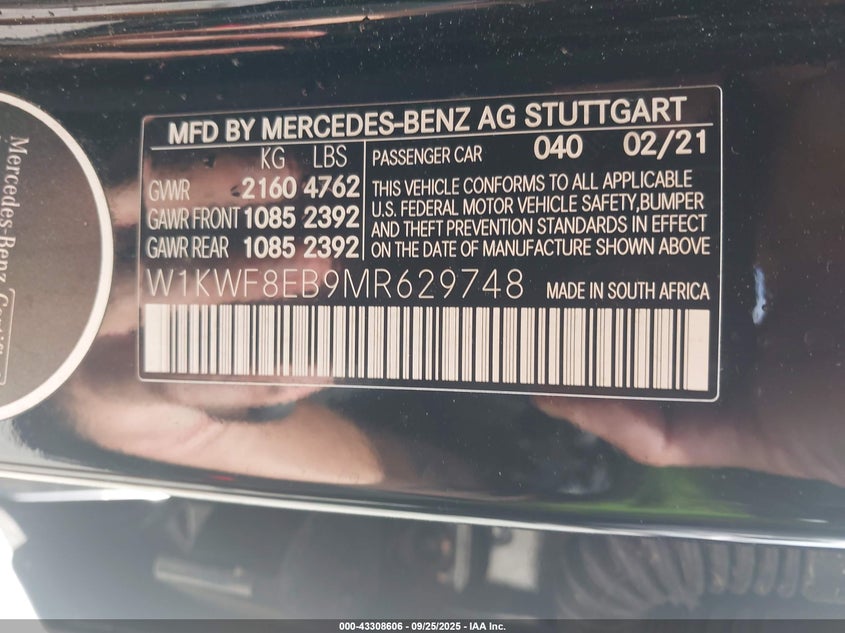 MFD BY MERCEDES-BENZ AG STUTTGART
KG LBS
GVWR 2160 4762
GAWR FRONT 1085 2392
GAWR REAR 1085 2392
PASSENGER CAR 040 02/21
THIS VEHICLE CONFORMS TO ALL APPLICABLE
U.S. FEDERAL MOTOR VEHICLE SAFETY,BUMPER
AND THEFT PREVENTION STANDARDS IN EFFECT
ON THE DATE OF MANUFACTURE SHOWN ABOVE
W1KWF8EB9MR629748 MADE IN SOUTH AFRICA
Mercedes-Benz
000-43308606 - 09/25/2025 - IAA Inc.